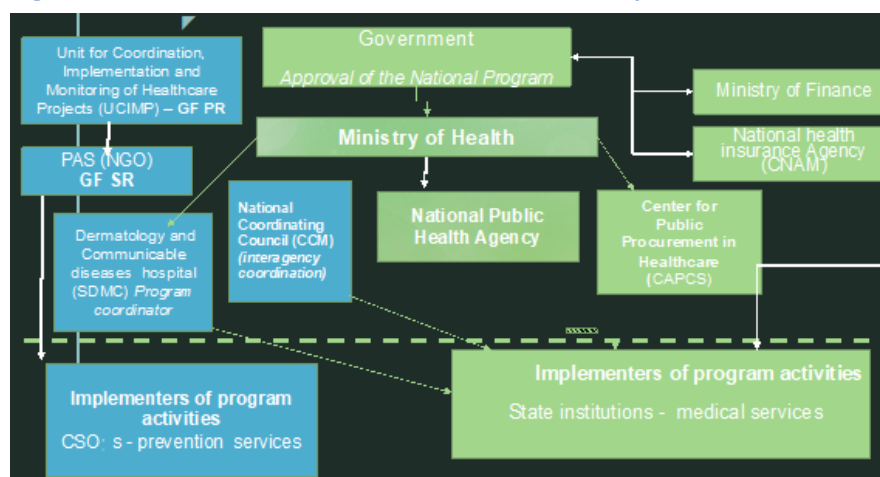 Unit for Coordination,
Implementation and
Monitoring of Healthcare
Projects (UCIMP) – GF PR
Government
Approval of the National Program
Ministry of Finance
Ministry of Health
National health
insurance Agency
(CNAM)
PAS (NGO)
GF SR
Dermatology and
Communicable
diseases hospital
(SDMC) Program
coordinator
National
Coordinating
Council (CCM)
(interagency
coordination)
National Public
Health Agency
Center for
Public
Procurement in
Healthcare
(CAPCS)
Implementers of program
activities
CSO; s - prevention services
Implementers of program activities
State institutions - medical services